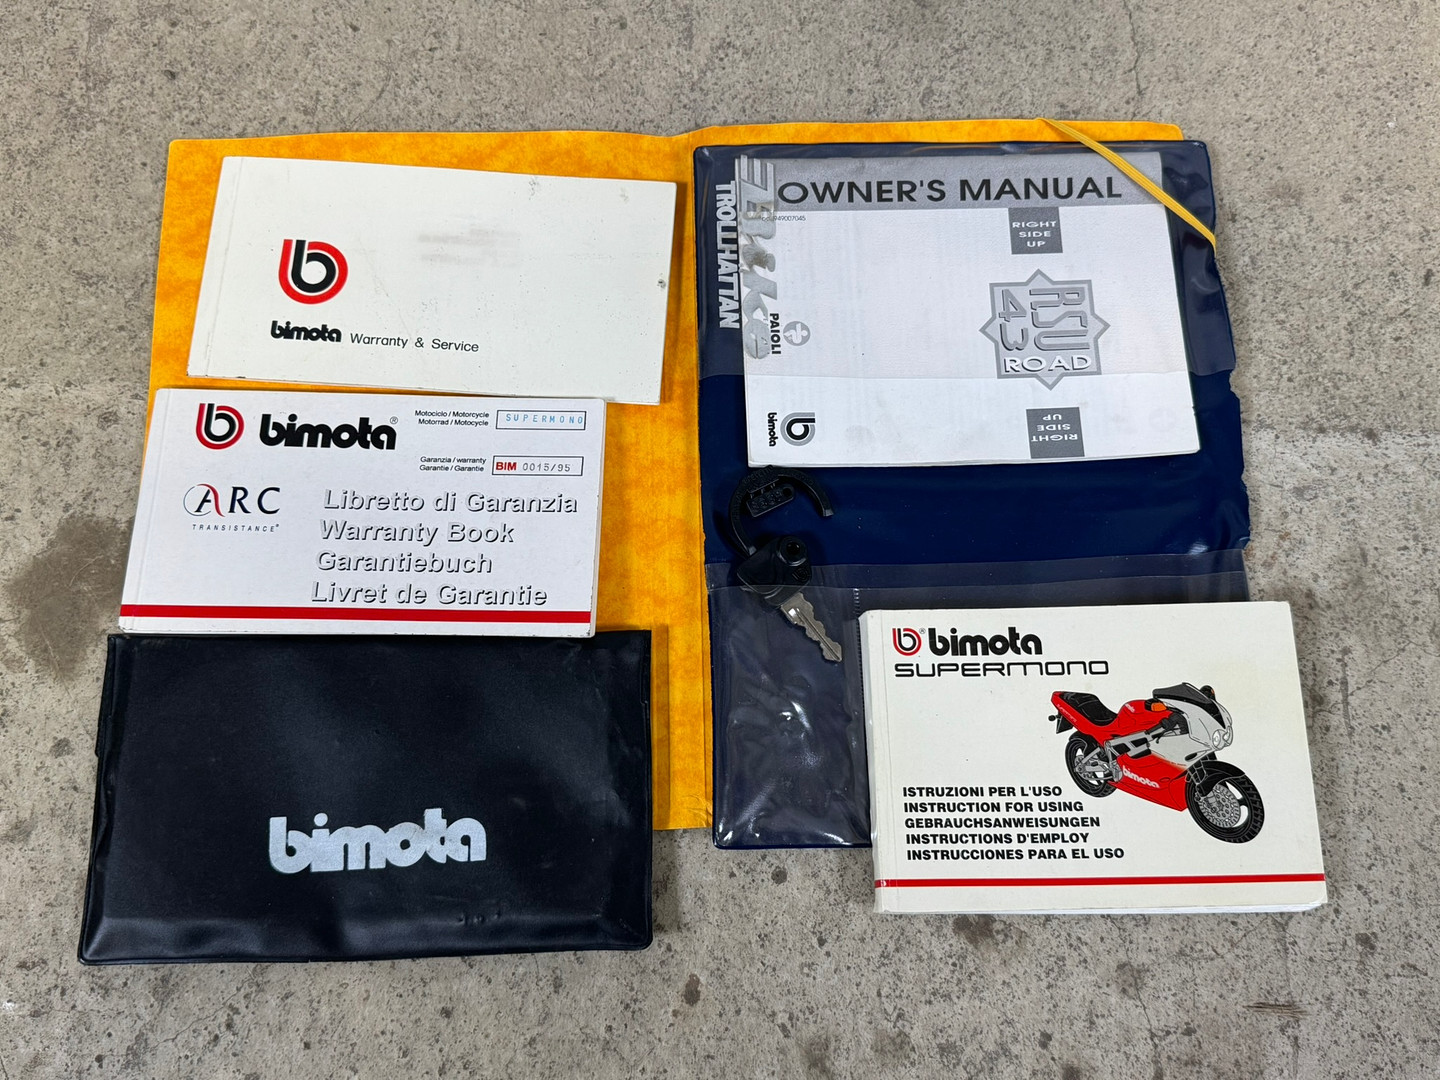 bimota Warranty & Service
bimota®
Motociclo / Motorcycle
Motorrad / Motocycle
SUPERMONO
Garanzia / warranty
Garantie / Garantie
BIM 0015/95
ARC
TRANSISTANCE®
Libretto di Garanzia
Warranty Book
Garantiebuch
Livret de Garantie
bimota
OWNER'S MANUAL
TROLLHATTAN
PAIOLI
RIGHT
SIDE
UP
RSU
43
ROAD
RIGHT
SIDE
UP
bimota
bimota
SUPERMONO
bimota
ISTRUZIONI PER L'USO
INSTRUCTION FOR USING
GEBRAUCHSANWEISUNGEN
INSTRUCTIONS D'EMPLOY
INSTRUCCIONES PARA EL USO